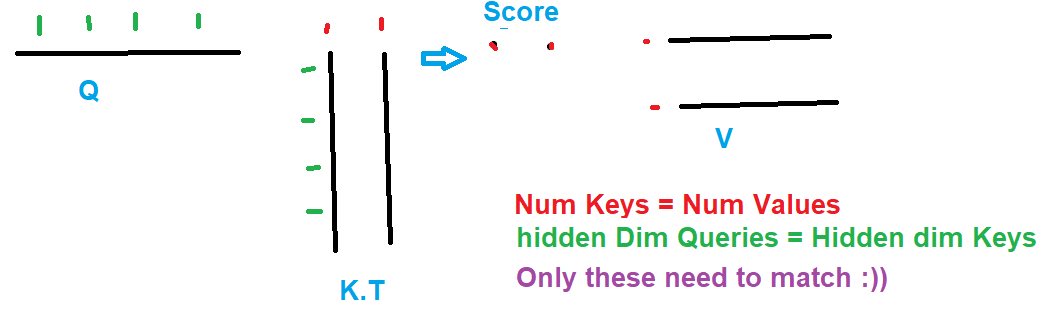 Score
Q
V
Num Keys = Num Values
hidden Dim Queries = Hidden dim Keys
Only these need to match :))
K.T